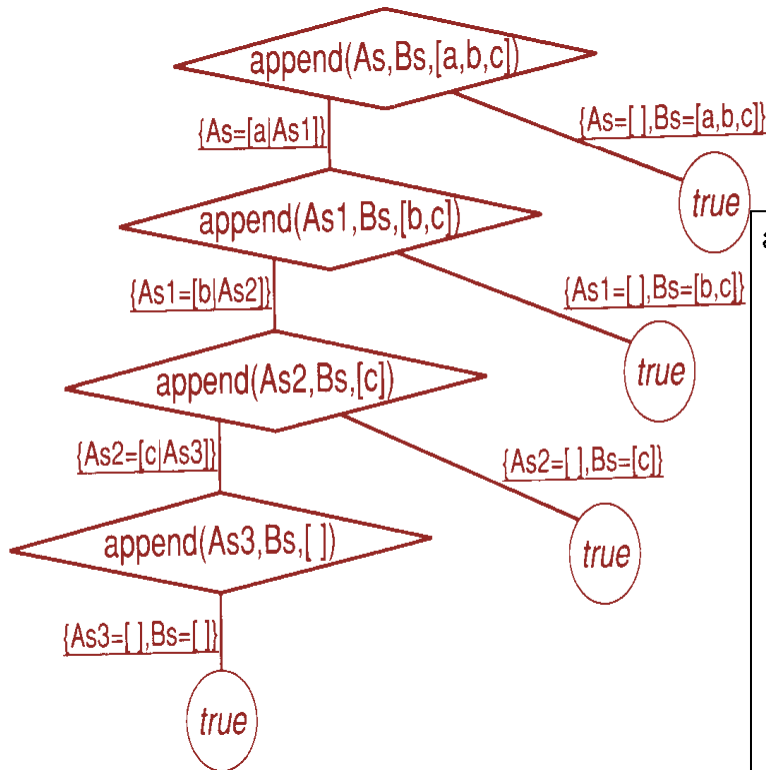 append(As,Bs,[a,b,c])
{As=[a|As1]}
{As=[ ],Bs=[a,b,c]}
true
append(As1,Bs,[b,c])
a
{As1=[b|As2]}
{As1=[ ],Bs=[b,c]}
true
append(As2,Bs,[c])
{As2=[c|As3]}
{As2=[ ],Bs=[c]}
append(As3,Bs,[ ])
true
{As3=[ ],Bs=[ ]}
true